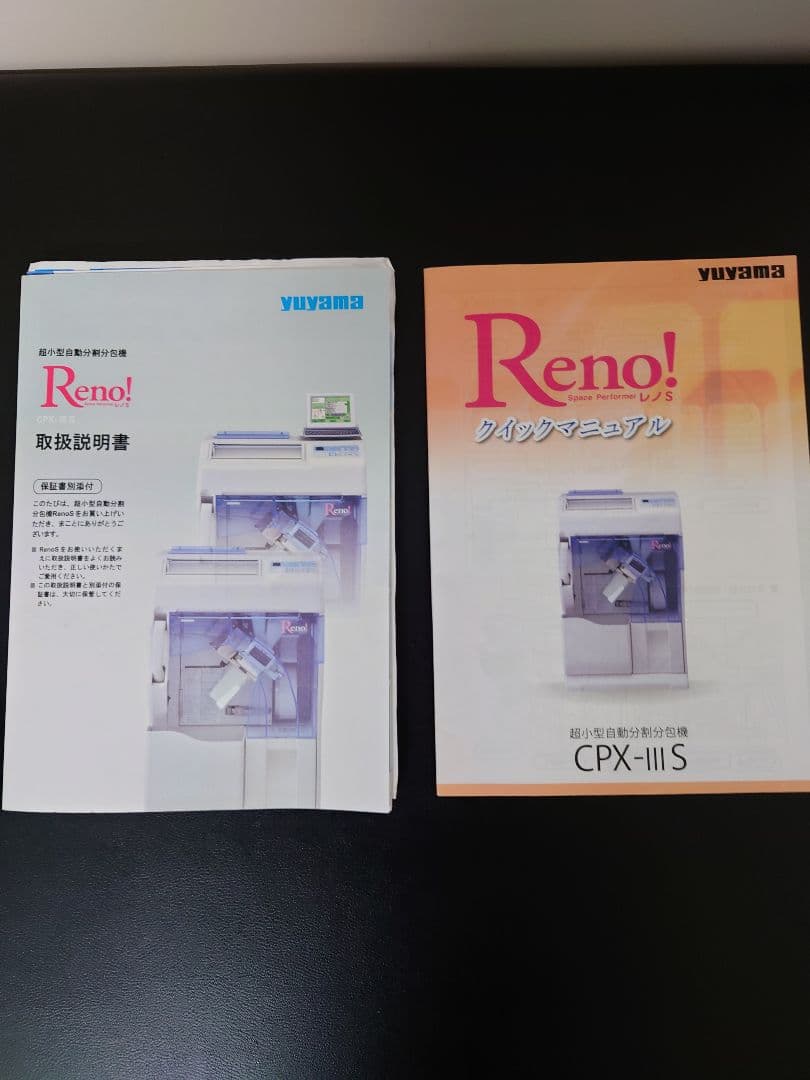 yuyama
超小型自動分割分包機
Reno!
Space Performer レノS
CPX-III S
取扱説明書
保証書別添付
このたびは、超小型自動分割
分包機RenoSをお買い上げい
ただき、まことにありがとうご
ざいます。
※ RenoSをお使いいただくま
えに取扱説明書をよくお読み
いただき、正しい使いかたで
ご愛用ください。
※ この取扱説明書と別添付の保
証書は、大切に保管してくだ
さい。
Reno!
Reno!
yuyama
Reno!
Space Performer レノS
クイックマニュアル
Reno!
超小型自動分割分包機
CPX-III S